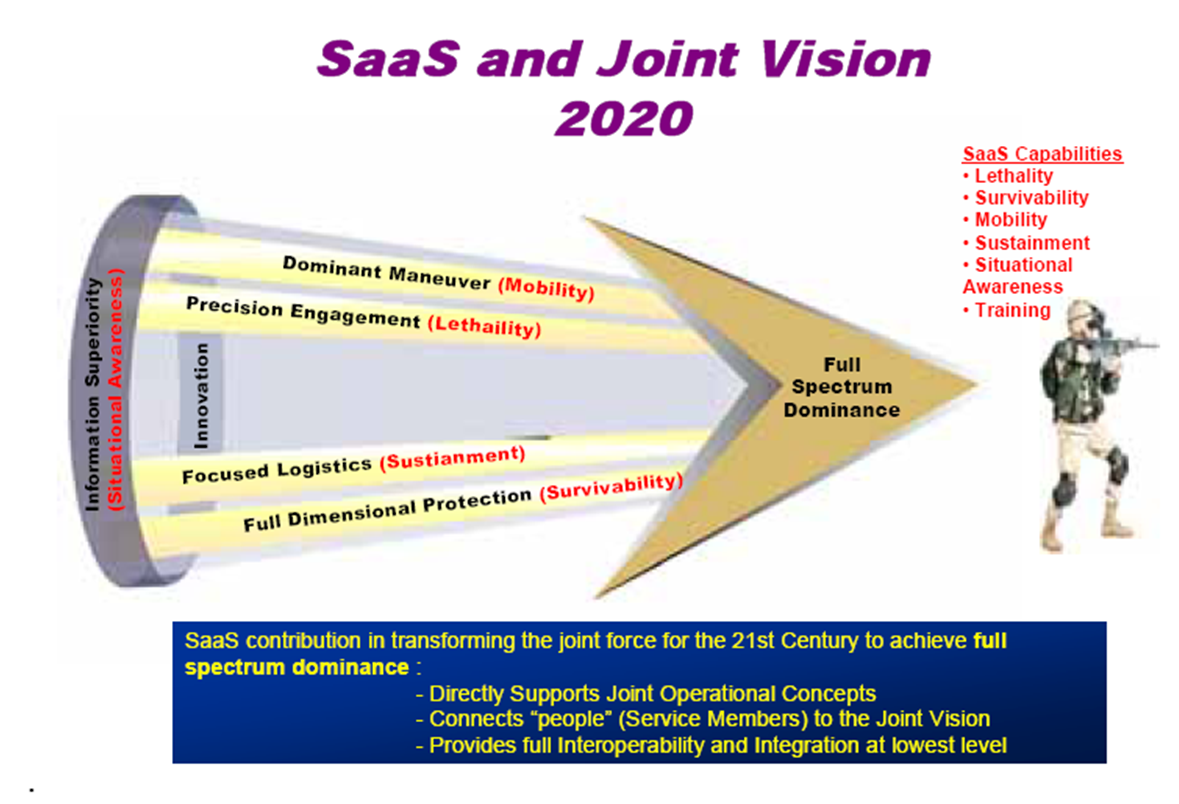 SaaS and Joint Vision
2020
SaaS Capabilities
• Lethality
• Survivability
• Mobility
• Sustainment
• Situational
Awareness
• Training
Information Superiority
(Situational Awareness)
Innovation
Dominant Maneuver (Mobility)
Precision Engagement (Lethaility)
Focused Logistics (Sustianment)
Full Dimensional Protection (Survivability)
Full
Spectrum
Dominance
SaaS contribution in transforming the joint force for the 21st Century to achieve full
spectrum dominance :
- Directly Supports Joint Operational Concepts
- Connects “people” (Service Members) to the Joint Vision
- Provides full Interoperability and Integration at lowest level
.